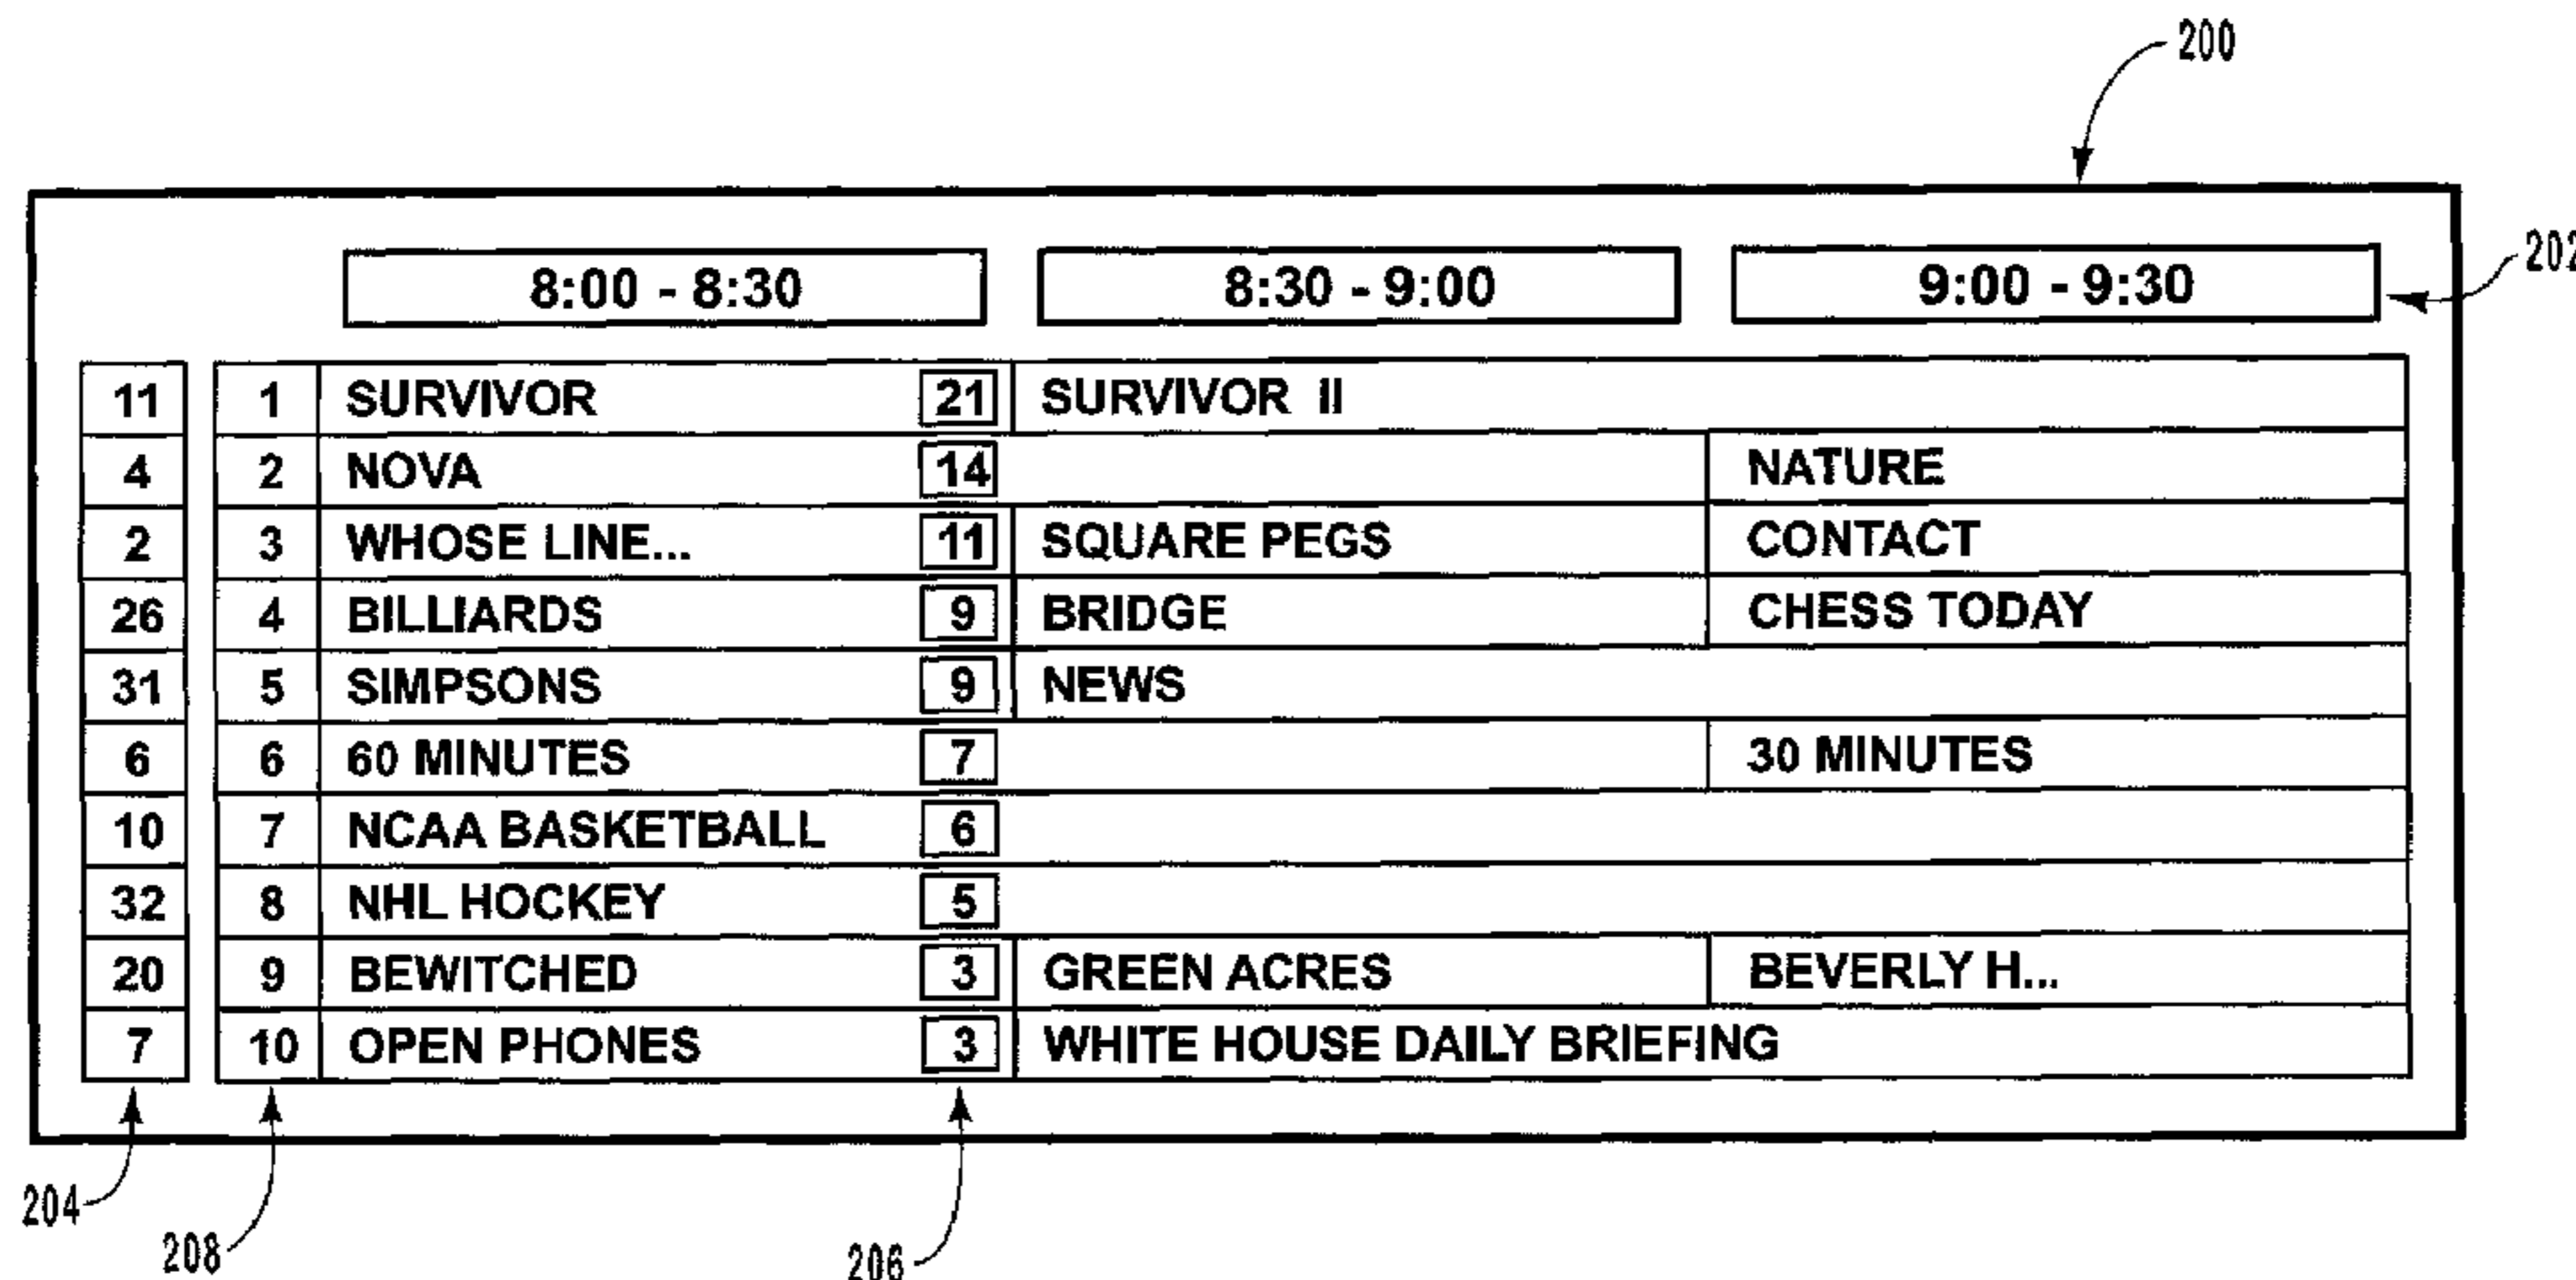 200
202
8:00 - 8:30 8:30 - 9:00 9:00 - 9:30
11 1 SURVIVOR 21 SURVIVOR II
4 2 NOVA 14 NATURE
2 3 WHOSE LINE... 11 SQUARE PEGS CONTACT
26 4 BILLIARDS 9 BRIDGE CHESS TODAY
31 5 SIMPSONS 9 NEWS
6 6 60 MINUTES 7 30 MINUTES
10 7 NCAA BASKETBALL 6
32 8 NHL HOCKEY 5
20 9 BEWITCHED 3 GREEN ACRES BEVERLY H...
7 10 OPEN PHONES 3 WHITE HOUSE DAILY BRIEFING
204
208
206